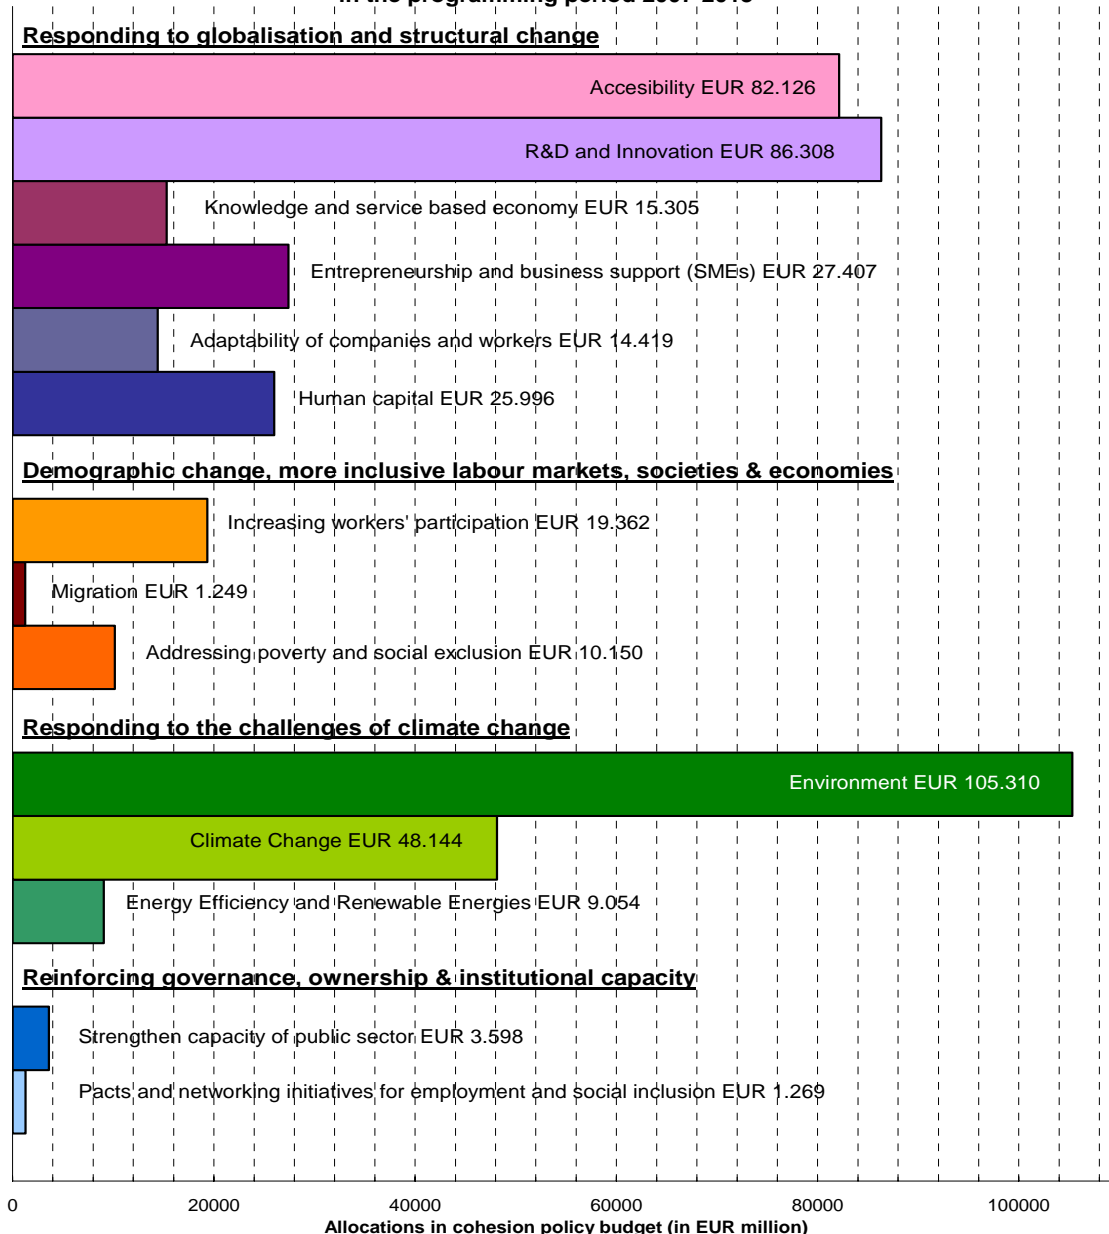 in the programming period 2007-2013
Responding to globalisation and structural change
Accesibility EUR 82.126
R&D and Innovation EUR 86.308
Knowledge and service based economy EUR 15.305
Entrepreneurship and business support (SMEs) EUR 27.407
Adaptability of companies and workers EUR 14.419
Human capital EUR 25.996
Demographic change, more inclusive labour markets, societies & economies
Increasing workers' participation EUR 19.362
Migration EUR 1.249
Addressing poverty and social exclusion EUR 10.150
Responding to the challenges of climate change
Environment EUR 105.310
Climate Change EUR 48.144
Energy Efficiency and Renewable Energies EUR 9.054
Reinforcing governance, ownership & institutional capacity
Strengthen capacity of public sector EUR 3.598
Pacts and networking initiatives for employment and social inclusion EUR 1.269
0 20000 40000 60000 80000 100000
Allocations in cohesion policy budget (in EUR million)